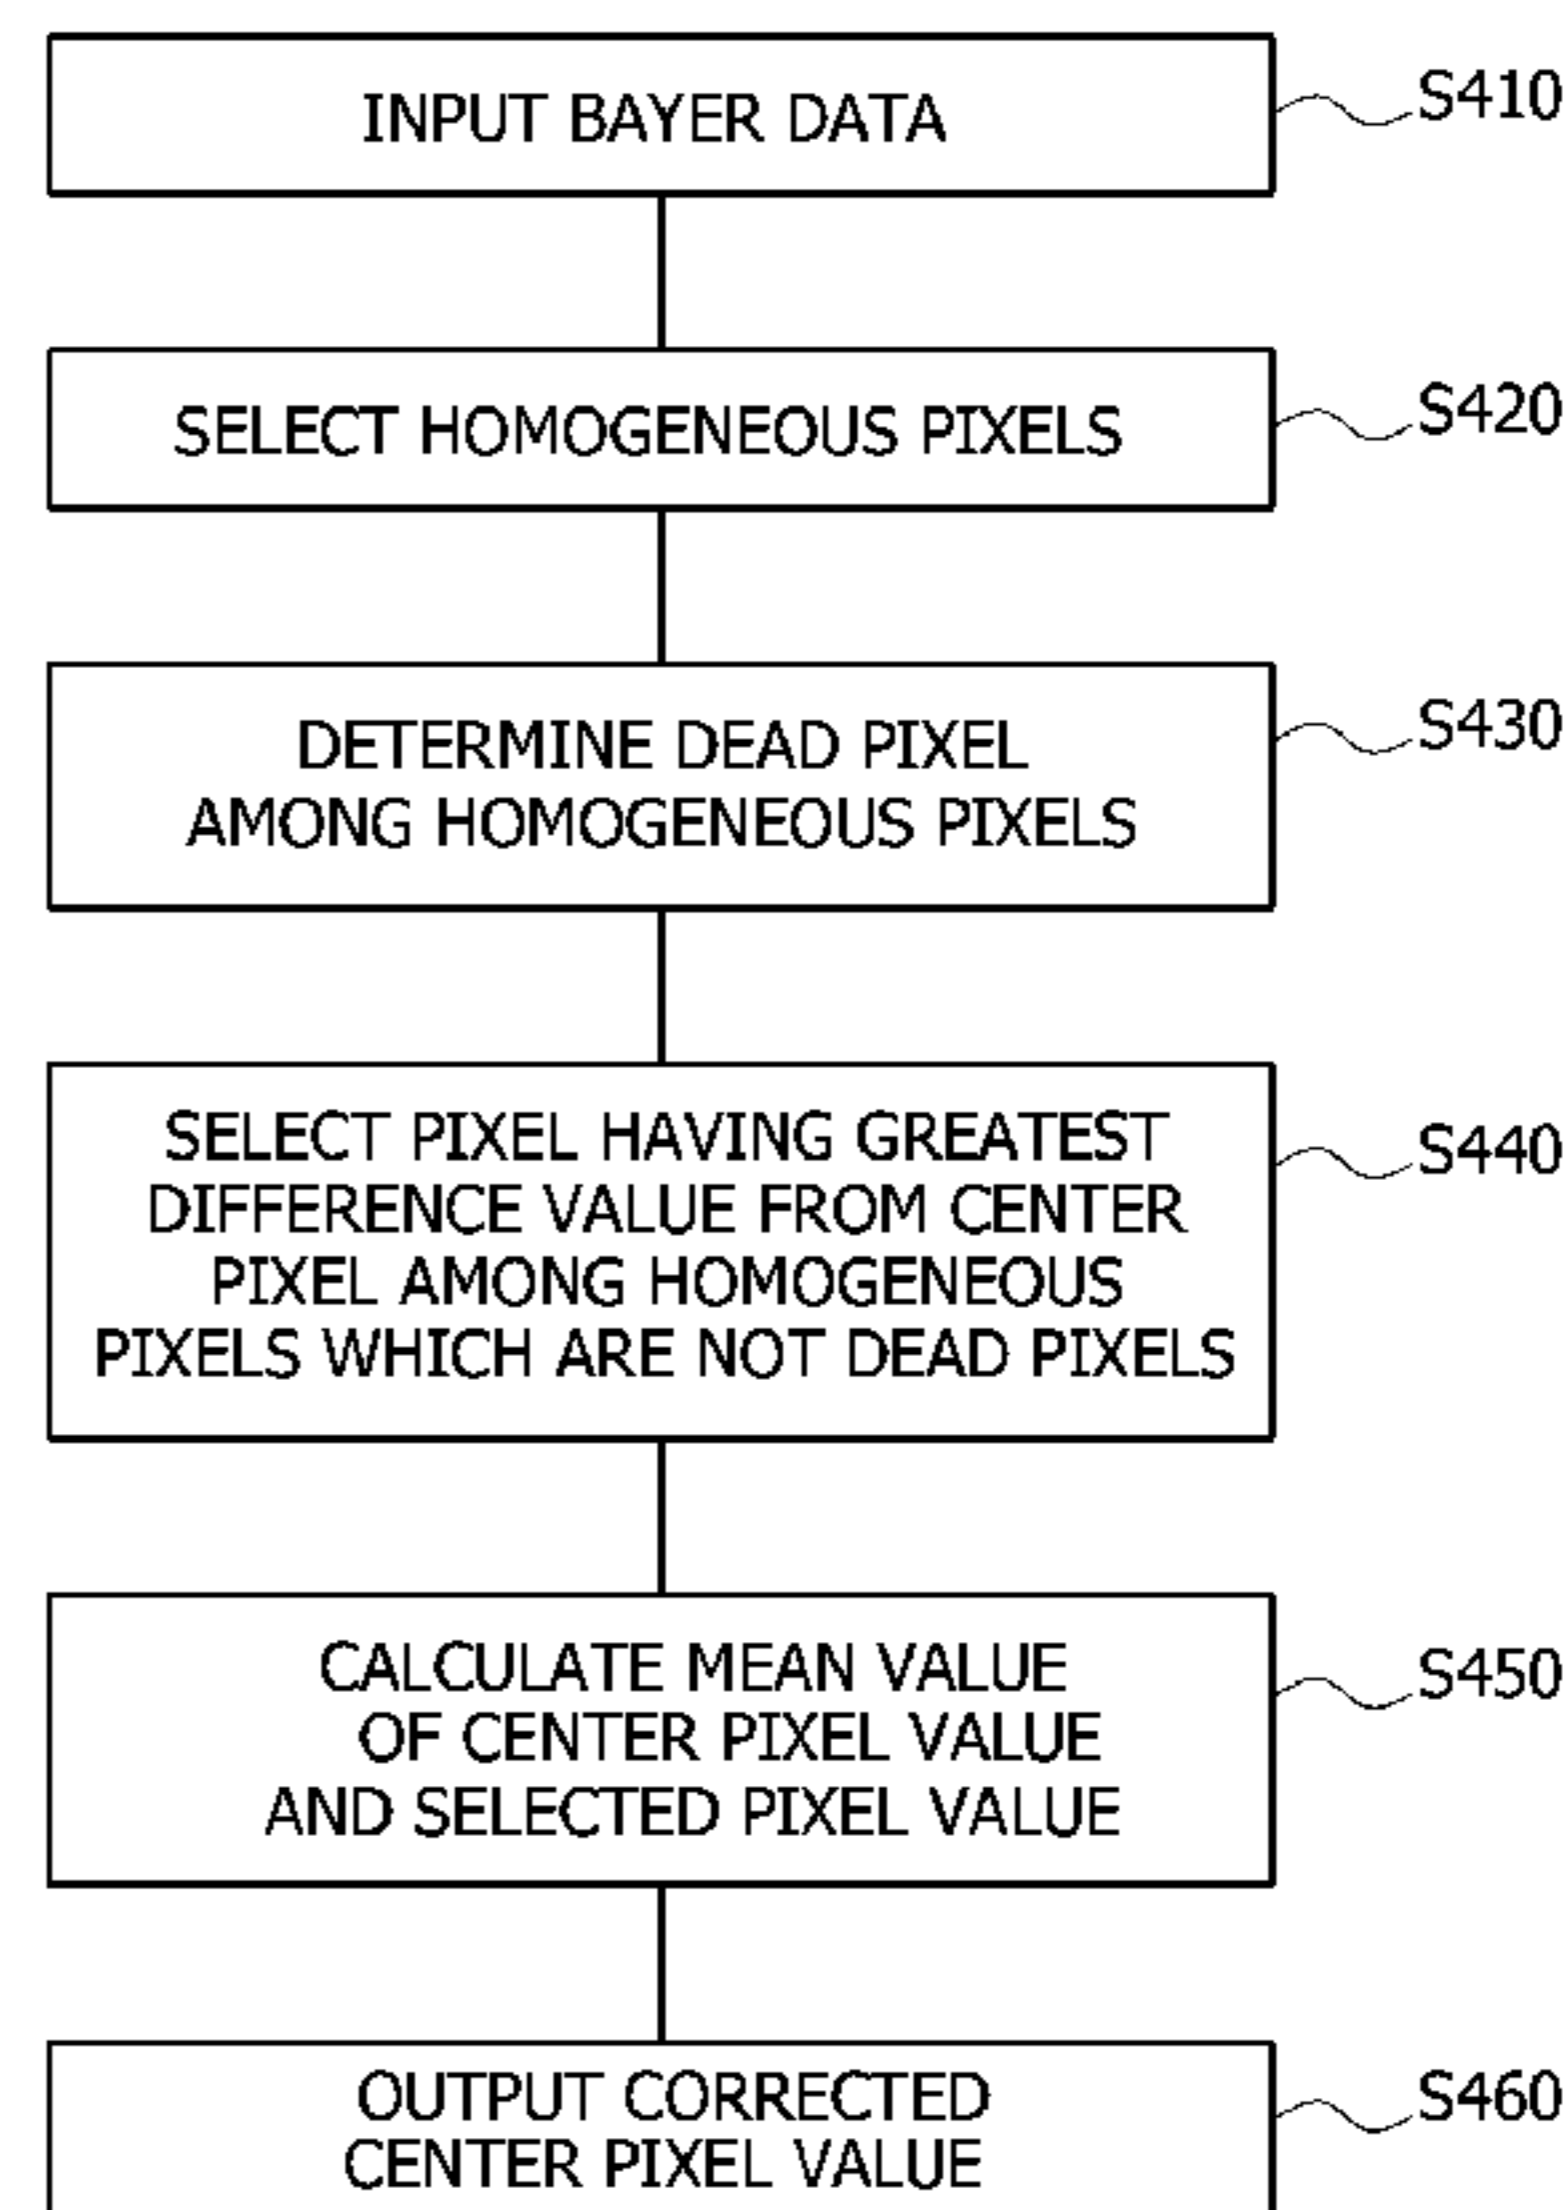 INPUT BAYER DATA
S410
SELECT HOMOGENEOUS PIXELS
S420
DETERMINE DEAD PIXEL
AMONG HOMOGENEOUS PIXELS
S430
SELECT PIXEL HAVING GREATEST
DIFFERENCE VALUE FROM CENTER
PIXEL AMONG HOMOGENEOUS
PIXELS WHICH ARE NOT DEAD PIXELS
S440
CALCULATE MEAN VALUE
OF CENTER PIXEL VALUE
AND SELECTED PIXEL VALUE
S450
OUTPUT CORRECTED
CENTER PIXEL VALUE
S460